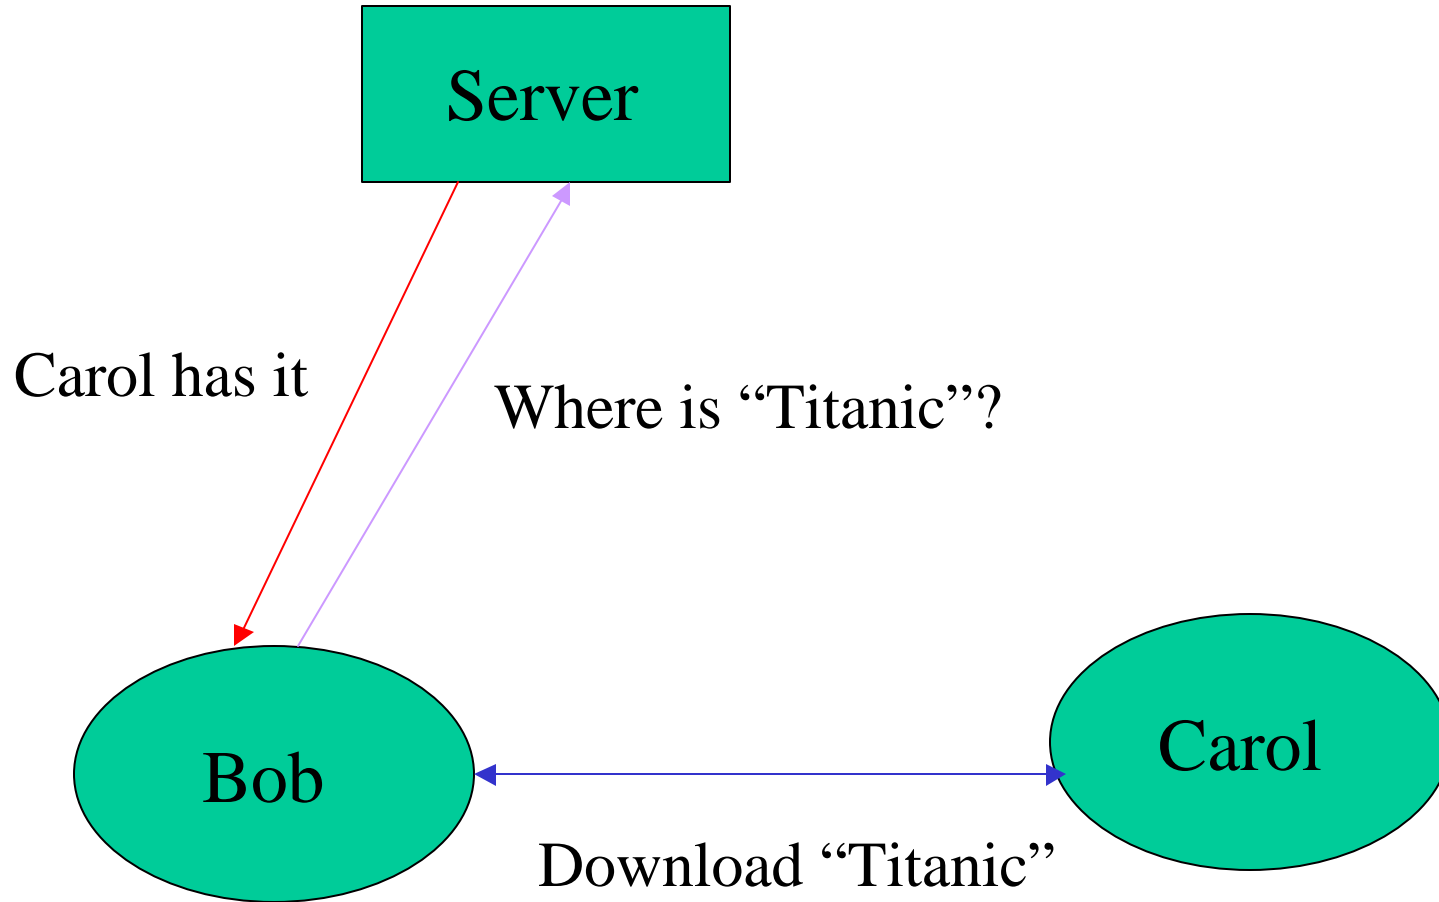 Server
Carol has it
Where is “Titanic”?
Bob
Carol
Download “Titanic”